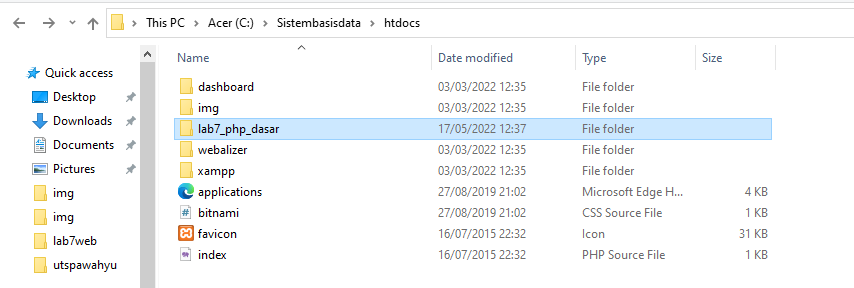 This PC > Acer (C:) > Sistembasisdata > htdocs
Quick access
Desktop
Downloads
Documents
Pictures
img
img
lab7web
utspawahyu
Name Date modified Type Size
dashboard 03/03/2022 12:35 File folder
img 03/03/2022 12:35 File folder
lab7_php_dasar 17/05/2022 12:37 File folder
webalizer 03/03/2022 12:35 File folder
xampp 03/03/2022 12:35 File folder
applications 27/08/2019 21:02 Microsoft Edge H... 4 KB
bitnami 27/08/2019 21:02 CSS Source File 1 KB
favicon 16/07/2015 22:32 Icon 31 KB
index 16/07/2015 22:32 PHP Source File 1 KB